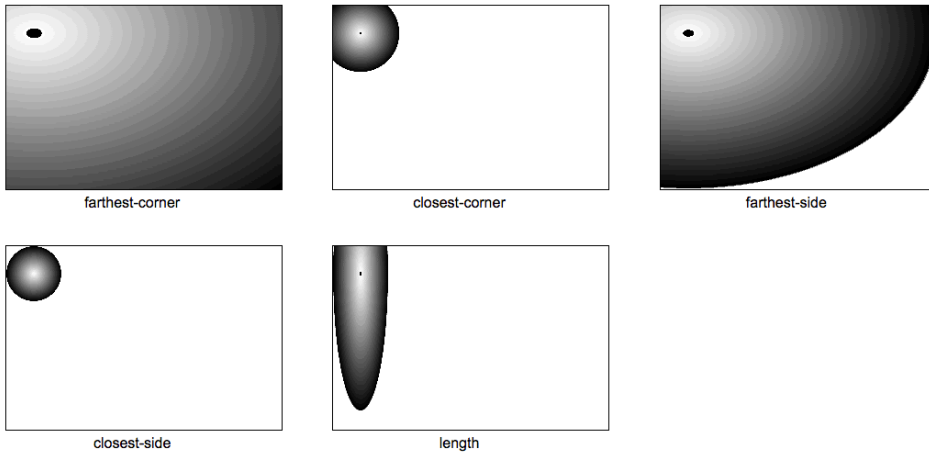 farthest-corner
closest-corner
farthest-side
closest-side
length